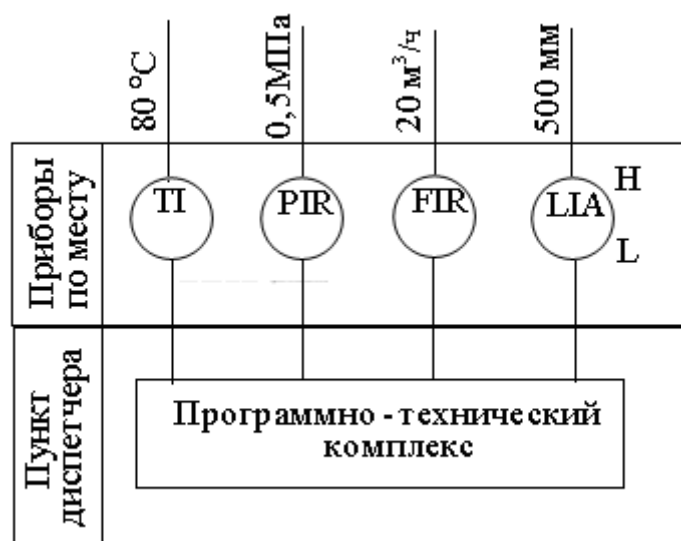 80 °С
0,5МПа
20 м³/ч
500 мм
Приборы
по месту
TI
PIR
FIR
LIA
H
L
Пункт
диспетчера
Программно - технический
комплекс